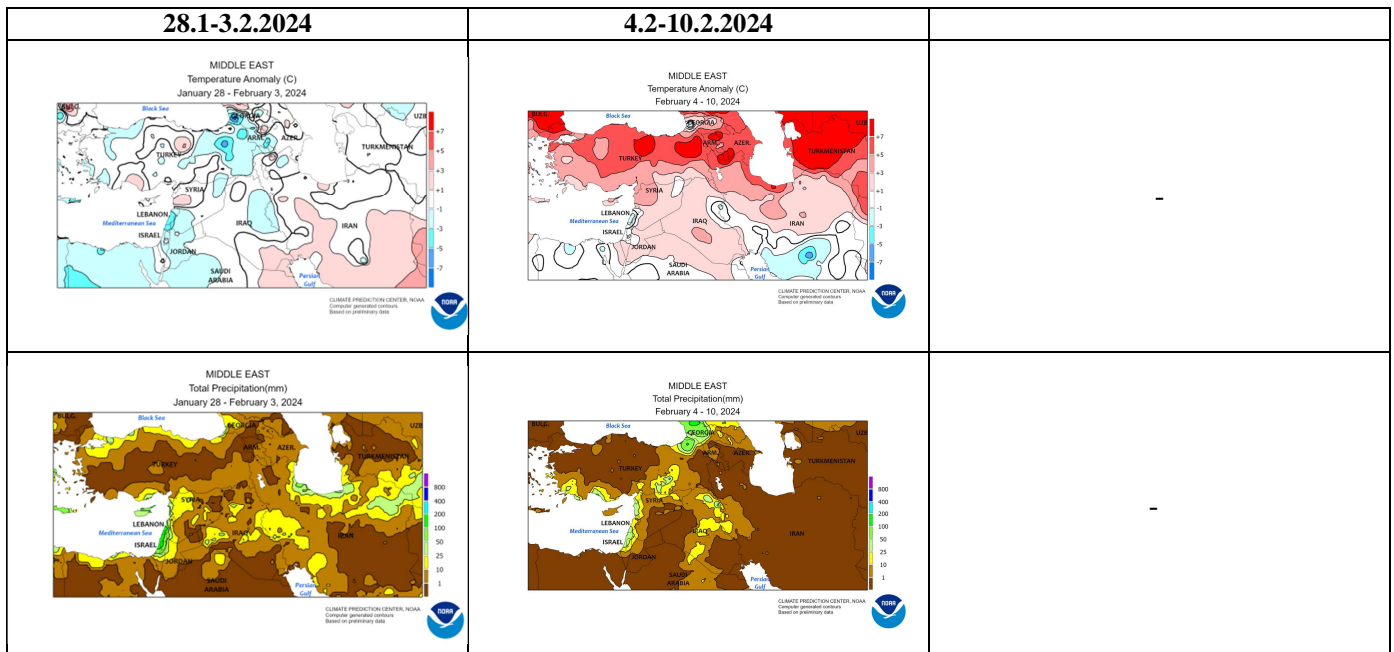 28.1-3.2.2024
4.2-10.2.2024
MIDDLE EAST
Temperature Anomaly (C)
January 28 - February 3, 2024
BULG.
Black Sea
GEORGIA
UZB
ARM.
AZER.
TURKEY
TURKMENISTAN
SYRIA
LEBANON
Mediterranean Sea
IRAQ
IRAN
ISRAEL
JORDAN
SAUDI
ARABIA
Persian
Gulf
+7
+5
+3
+1
-1
-3
-5
-7
CLIMATE PREDICTION CENTER, NOAA
Computer generated contours
Based on preliminary data
NOAA
MIDDLE EAST
Temperature Anomaly (C)
February 4 - 10, 2024
BULG.
Black Sea
GEORGIA
UZB
ARM.
AZER.
TURKEY
TURKMENISTAN
SYRIA
LEBANON
Mediterranean Sea
IRAQ
IRAN
ISRAEL
JORDAN
SAUDI
ARABIA
Persian
Gulf
+7
+5
+3
+1
-1
-3
-5
-7
CLIMATE PREDICTION CENTER, NOAA
Computer generated contours
Based on preliminary data
NOAA
-
MIDDLE EAST
Total Precipitation(mm)
January 28 - February 3, 2024
BULG.
Black Sea
GEORGIA
UZB
ARM.
AZER.
TURKEY
TURKMENISTAN
SYRIA
LEBANON
Mediterranean Sea
IRAQ
IRAN
ISRAEL
JORDAN
SAUDI
ARABIA
Persian
Gulf
800
400
200
100
50
25
10
1
CLIMATE PREDICTION CENTER, NOAA
Computer generated contours
Based on preliminary data
NOAA
MIDDLE EAST
Total Precipitation(mm)
February 4 - 10, 2024
BULG.
Black Sea
GEORGIA
UZB
ARM.
AZER.
TURKEY
TURKMENISTAN
SYRIA
LEBANON
Mediterranean Sea
IRAQ
IRAN
ISRAEL
JORDAN
SAUDI
ARABIA
Persian
Gulf
800
400
200
100
50
25
10
1
CLIMATE PREDICTION CENTER, NOAA
Computer generated contours
Based on preliminary data
NOAA
-